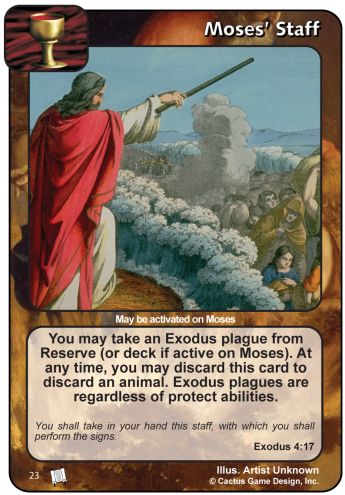 Moses' Staff
May be activated on Moses
You may take an Exodus plague from
Reserve (or deck if active on Moses). At
any time, you may discard this card to
discard an animal. Exodus plagues are
regardless of protect abilities.
You shall take in your hand this staff, with which you shall
perform the signs.
Exodus 4:17
23
Illus. Artist Unknown
© Cactus Game Design, Inc.